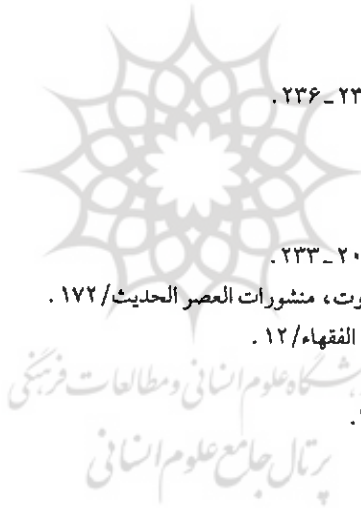 ۲۳۶ـ۲۳
۲۳۳ـ۲۰.
وت، منشورات العصر الحدیث/۱۷۲.
الفقهاء/۱۲.
شگاه علوم انسانی و مطالعات فرهنگی
.
پرتال جامع علوم انسانی